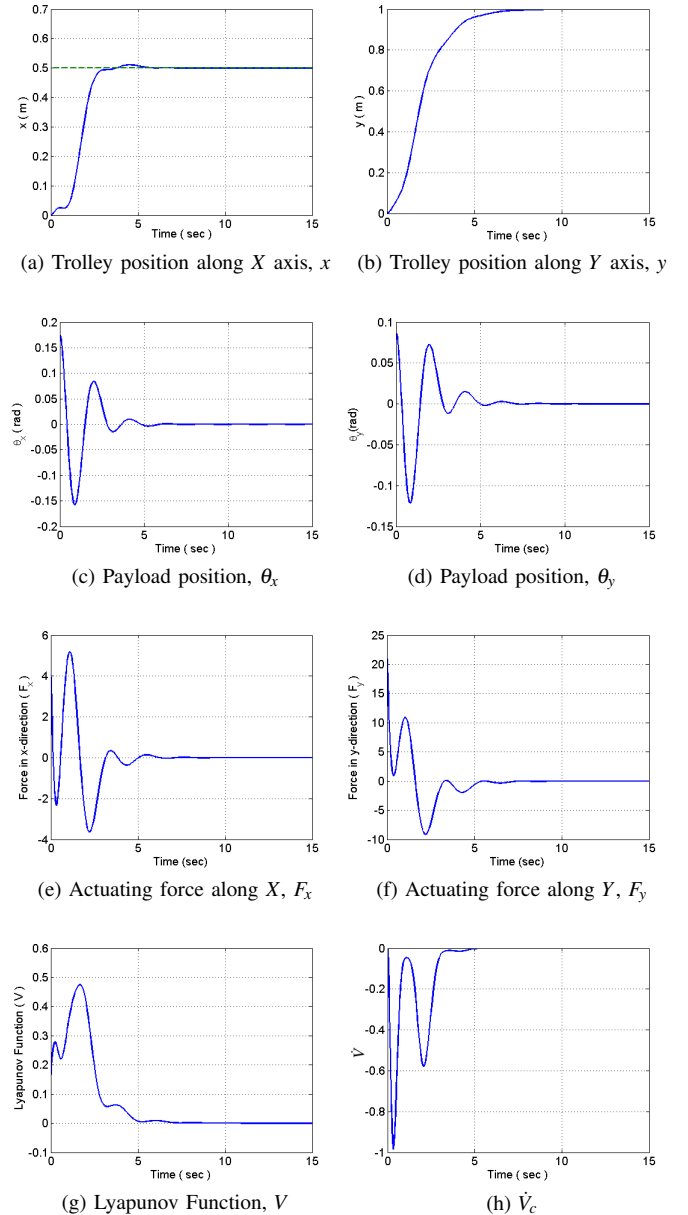 0.7
0.6
0.5
0.4
0.3
0.2
0.1
0
x ( m )
0 5 10 15
Time ( sec )
(a) Trolley position along X axis, x
1
0.8
0.6
0.4
0.2
0
y ( m )
0 5 10 15
Time ( sec )
(b) Trolley position along Y axis, y
0.2
0.15
0.1
0.05
0
-0.05
-0.1
-0.15
-0.2
θx ( rad )
0 5 10 15
Time ( sec )
(c) Payload position, θx
0.1
0.05
0
-0.05
-0.1
-0.15
θy(rad)
0 5 10 15
Time ( sec )
(d) Payload position, θy
6
4
2
0
-2
-4
Force in x-direction ( Fx )
0 5 10 15
Time (sec)
(e) Actuating force along X, Fx
25
20
15
10
5
0
-5
-10
Force in y-direction ( Fy )
0 5 10 15
Time ( sec )
(f) Actuating force along Y, Fy
0.6
0.5
0.4
0.3
0.2
0.1
0
-0.1
Lyapunov Function ( V )
0 5 10 15
Time ( sec )
(g) Lyapunov Function, V
0
-0.2
-0.4
-0.6
-0.8
-1
V̇
0 5 10 15
Time ( sec )
(h) V̇c